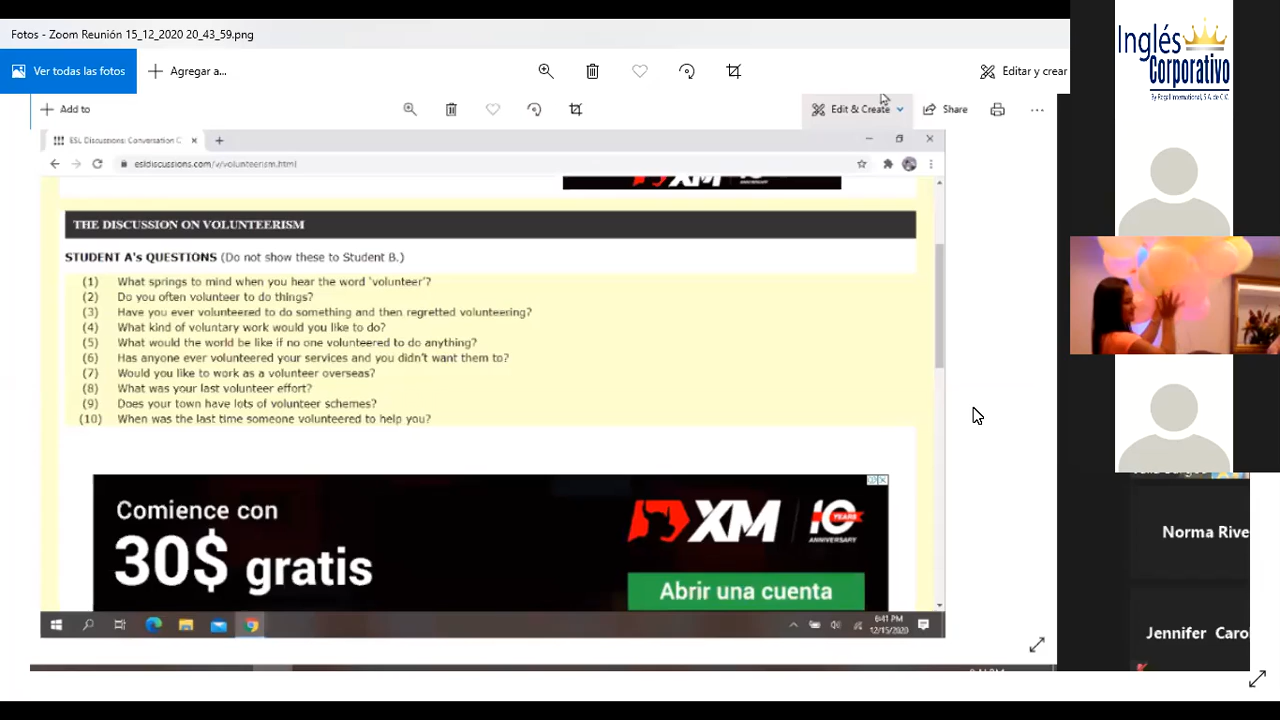 Fotos - Zoom Reunión 15_12_2020 20_43_59.png
Ver todas las fotos
Agregar a...
Editar y crear
Inglés
Corporativo
Add to
Edit & Create
Share
ESL Discussions: Conversation C
esldiscussions.com/v/volunteerism.html
XM
THE DISCUSSION ON VOLUNTEERISM
STUDENT A's QUESTIONS (Do not show these to Student B.)
(1) What springs to mind when you hear the word 'volunteer'?
(2) Do you often volunteer to do things?
(3) Have you ever volunteered to do something and then regretted volunteering?
(4) What kind of voluntary work would you like to do?
(5) What would the world be like if no one volunteered to do anything?
(6) Has anyone ever volunteered your services and you didn't want them to?
(7) Would you like to work as a volunteer overseas?
(8) What was your last volunteer effort?
(9) Does your town have lots of volunteer schemes?
(10) When was the last time someone volunteered to help you?
Comience con
30$ gratis
XM
10
YEARS
ANNIVERSARY
Abrir una cuenta
6:41 PM
12/15/2020
Norma Rive
Jennifer Caro